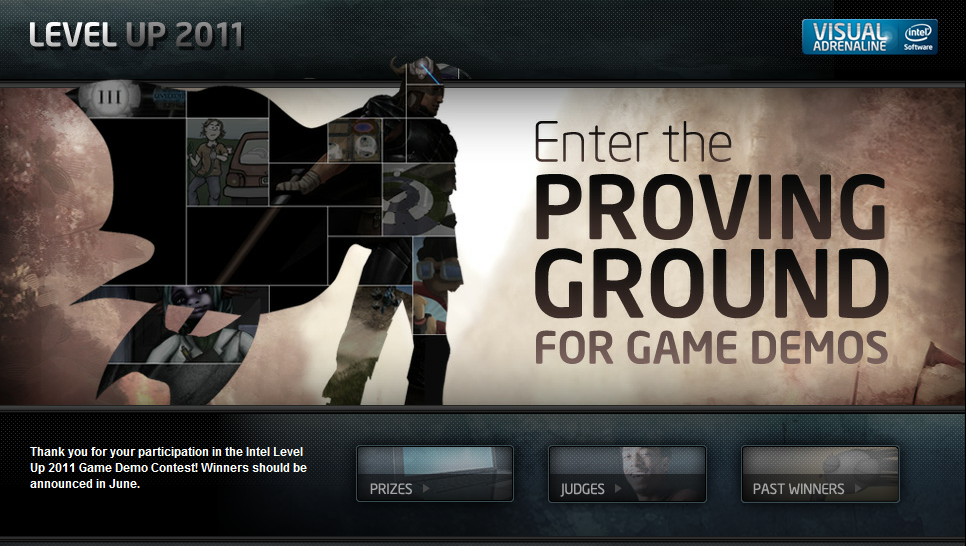 LEVEL UP 2011
VISUAL
ADRENALINE
intel
Software
III
Enter the
PROVING
GROUND
FOR GAME DEMOS
Thank you for your participation in the Intel Level
Up 2011 Game Demo Contest! Winners should be
announced in June.
PRIZES
JUDGES
PAST WINNERS